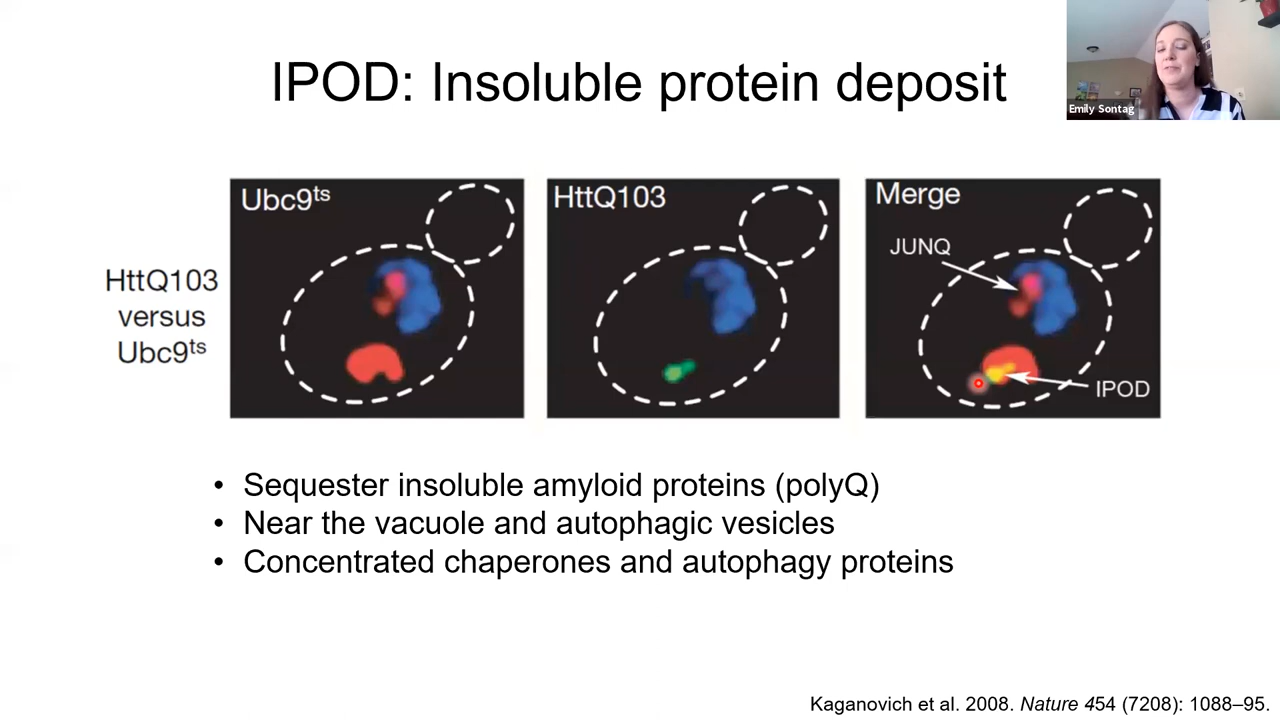 IPOD: Insoluble protein deposit
Emily Sontag
HttQ103
versus
Ubc9ts
Ubc9ts
HttQ103
Merge
JUNQ
IPOD
• Sequester insoluble amyloid proteins (polyQ)
• Near the vacuole and autophagic vesicles
• Concentrated chaperones and autophagy proteins
Kaganovich et al. 2008. Nature 454 (7208): 1088–95.